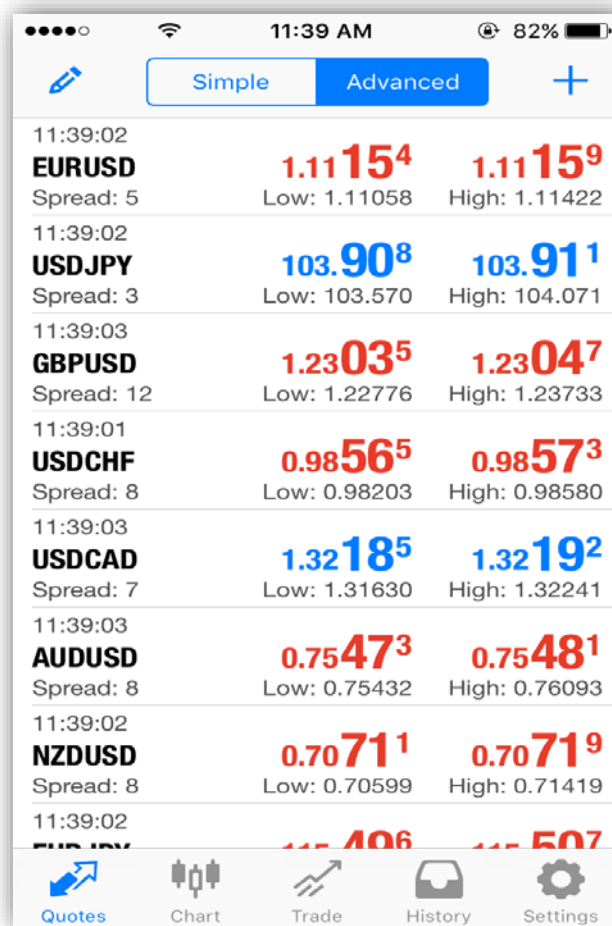 11:39 AM 82%
Simple Advanced
11:39:02
EURUSD 1.11154 1.11159
Spread: 5 Low: 1.11058 High: 1.11422
11:39:02
USDJPY 103.908 103.911
Spread: 3 Low: 103.570 High: 104.071
11:39:03
GBPUSD 1.23035 1.23047
Spread: 12 Low: 1.22776 High: 1.23733
11:39:01
USDCHF 0.98565 0.98573
Spread: 8 Low: 0.98203 High: 0.98580
11:39:03
USDCAD 1.32185 1.32192
Spread: 7 Low: 1.31630 High: 1.32241
11:39:03
AUDUSD 0.75473 0.75481
Spread: 8 Low: 0.75432 High: 0.76093
11:39:02
NZDUSD 0.70711 0.70719
Spread: 8 Low: 0.70599 High: 0.71419
11:39:02
EURJPY 115.496 115.507
Quotes Chart Trade History Settings